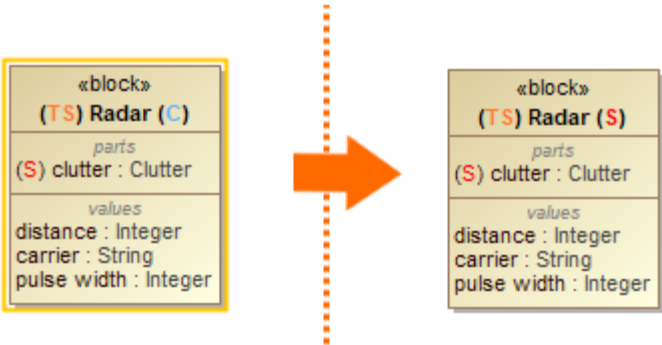 «block»
(TS) Radar (C)
parts
(S) clutter : Clutter
values
distance : Integer
carrier : String
pulse width : Integer
«block»
(TS) Radar (S)
parts
(S) clutter : Clutter
values
distance : Integer
carrier : String
pulse width : Integer